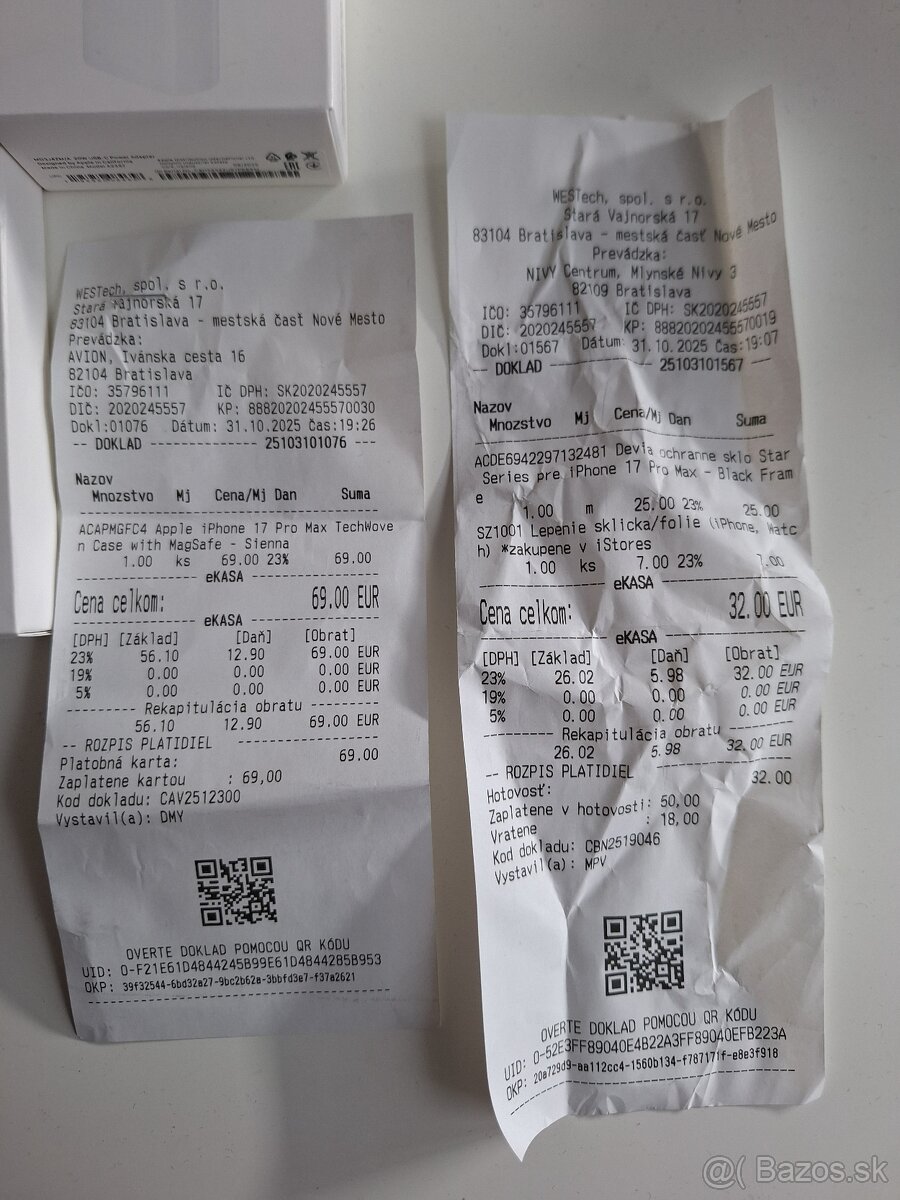 20W USB-C Power Adapter
Designed by Apple in California
WESTech, spol. s r.o.
Stará Vajnorská 17
83104 Bratislava - mestská časť Nové Mesto
Prevádzka:
AVION, Ivánska cesta 16
82104 Bratislava
IČO: 35796111 IČ DPH: SK2020245557
DIČ: 2020245557 KP: 88820202455570030
Dokl:01076 Dátum: 31.10.2025 Čas:19:26
-- DOKLAD 25103101076 ---
Nazov
Mnozstvo Mj Cena/Mj Dan Suma
ACAPMGFC4 Apple iPhone 17 Pro Max TechWove
n Case with MagSafe - Sienna
1.00 ks 69.00 23% 69.00
eKASA
Cena celkom: 69.00 EUR
eKASA
[DPH] [Základ] [Daň] [Obrat]
23% 56.10 12.90 69.00 EUR
19% 0.00 0.00 0.00 EUR
5% 0.00 0.00 0.00 EUR
Rekapitulácia obratu
56.10 12.90 69.00 EUR
-- ROZPIS PLATIDIEL
Platobná karta: 69.00
Zaplatene kartou : 69,00
Kod dokladu: CAV2512300
Vystavil(a): DMY
OVERTE DOKLAD POMOCOU QR KÓDU
UID: O-F21E61D4844245B99E61D4844285B953
OKP: 39f32544-6bd32a27-9bc2b62a-3bbfd3e7-f37a2621
WESTech, spol. s r.o.
Stará Vajnorská 17
83104 Bratislava - mestská časť Nové Mesto
Prevádzka:
NIVY Centrum, Mlynské Nivy 3
82109 Bratislava
IČO: 35796111 IČ DPH: SK2020245557
DIČ: 2020245557 KP: 88820202455570019
Dokl:01567 Dátum: 31.10.2025 Čas:19:07
-- DOKLAD 25103101567
Nazov
Mnozstvo Mj Cena/Mj Dan Suma
ACDE6942297132481 Devia ochranne sklo Star
Series pre iPhone 17 Pro Max - Black Fram
e
1.00 m 25.00 23% 25.00
SZ1001 Lepenie sklicka/folie (iPhone, Watc
h) *zakupene v iStores
1.00 ks 7.00 23% 7.00
eKASA
Cena celkom: 32.00 EUR
eKASA
[DPH] [Základ] [Daň] [Obrat]
23% 26.02 5.98 32.00 EUR
19% 0.00 0.00 0.00 EUR
5% 0.00 0.00 0.00 EUR
Rekapitulácia obratu
26.02 5.98 32.00 EUR
-- ROZPIS PLATIDIEL
Hotovosť: 32.00
Zaplatene v hotovosti: 50,00
Vratene : 18,00
Kod dokladu: CBN2519046
Vystavil(a): MPV
OVERTE DOKLAD POMOCOU QR KÓDU
UID: O-52E3FF89040E4B22A3FF89040EFB223A
OKP: 20a729d9-aa112cc4-1560b134-f787171f-e8e3f918
@( Bazos.sk